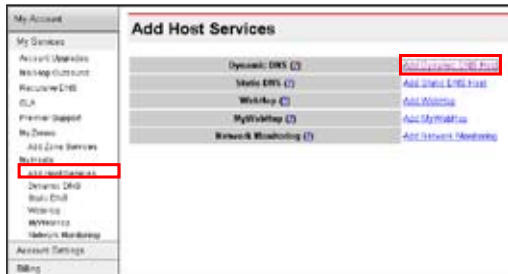 My Account
My Services
Account Upgrades
MailHop Outbound
Recursive DNS
SLA
Premier Support
My Zones
Add Zone Services
My Hosts
Add Host Services
Dynamic DNS
Static DNS
WebHop
MyWebHop
Network Monitoring
Account Settings
Billing
Add Host Services
Dynamic DNS (?) Add Dynamic DNS Host
Static DNS (?) Add Static DNS Host
WebHop (?) Add WebHop
MyWebHop (?) Add MyWebHop
Network Monitoring (?) Add Network Monitoring